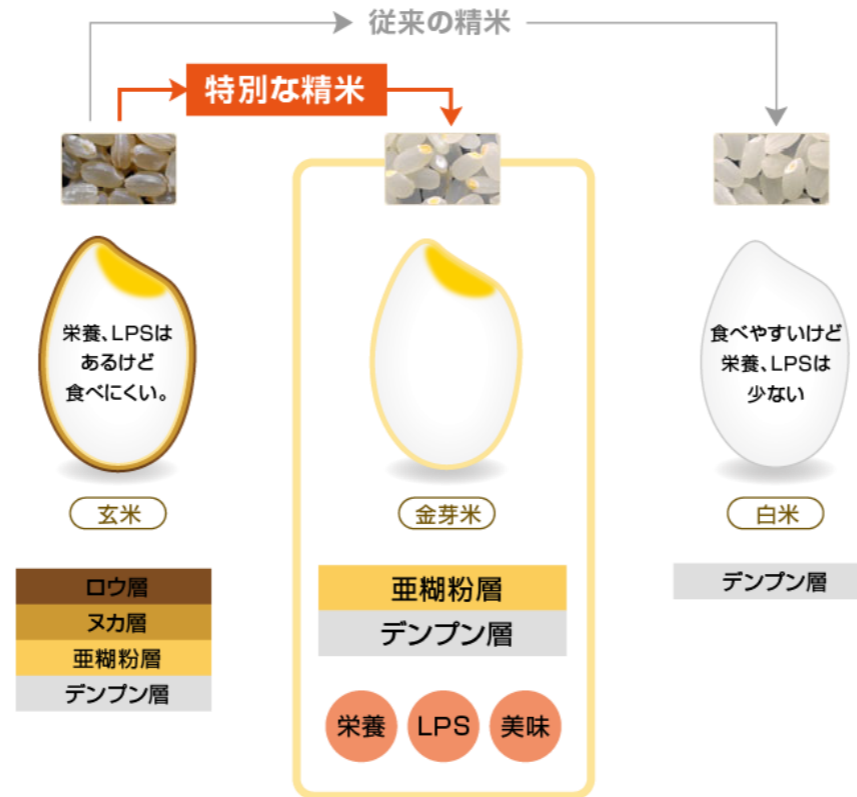 従来の精米
特別な精米
栄養、LPSは
あるけど
食べにくい。
食べやすいけど
栄養、LPSは
少ない
玄米
金芽米
白米
ロウ層
ヌカ層
亜糊粉層
デンプン層
亜糊粉層
デンプン層
デンプン層
栄養
LPS
美味